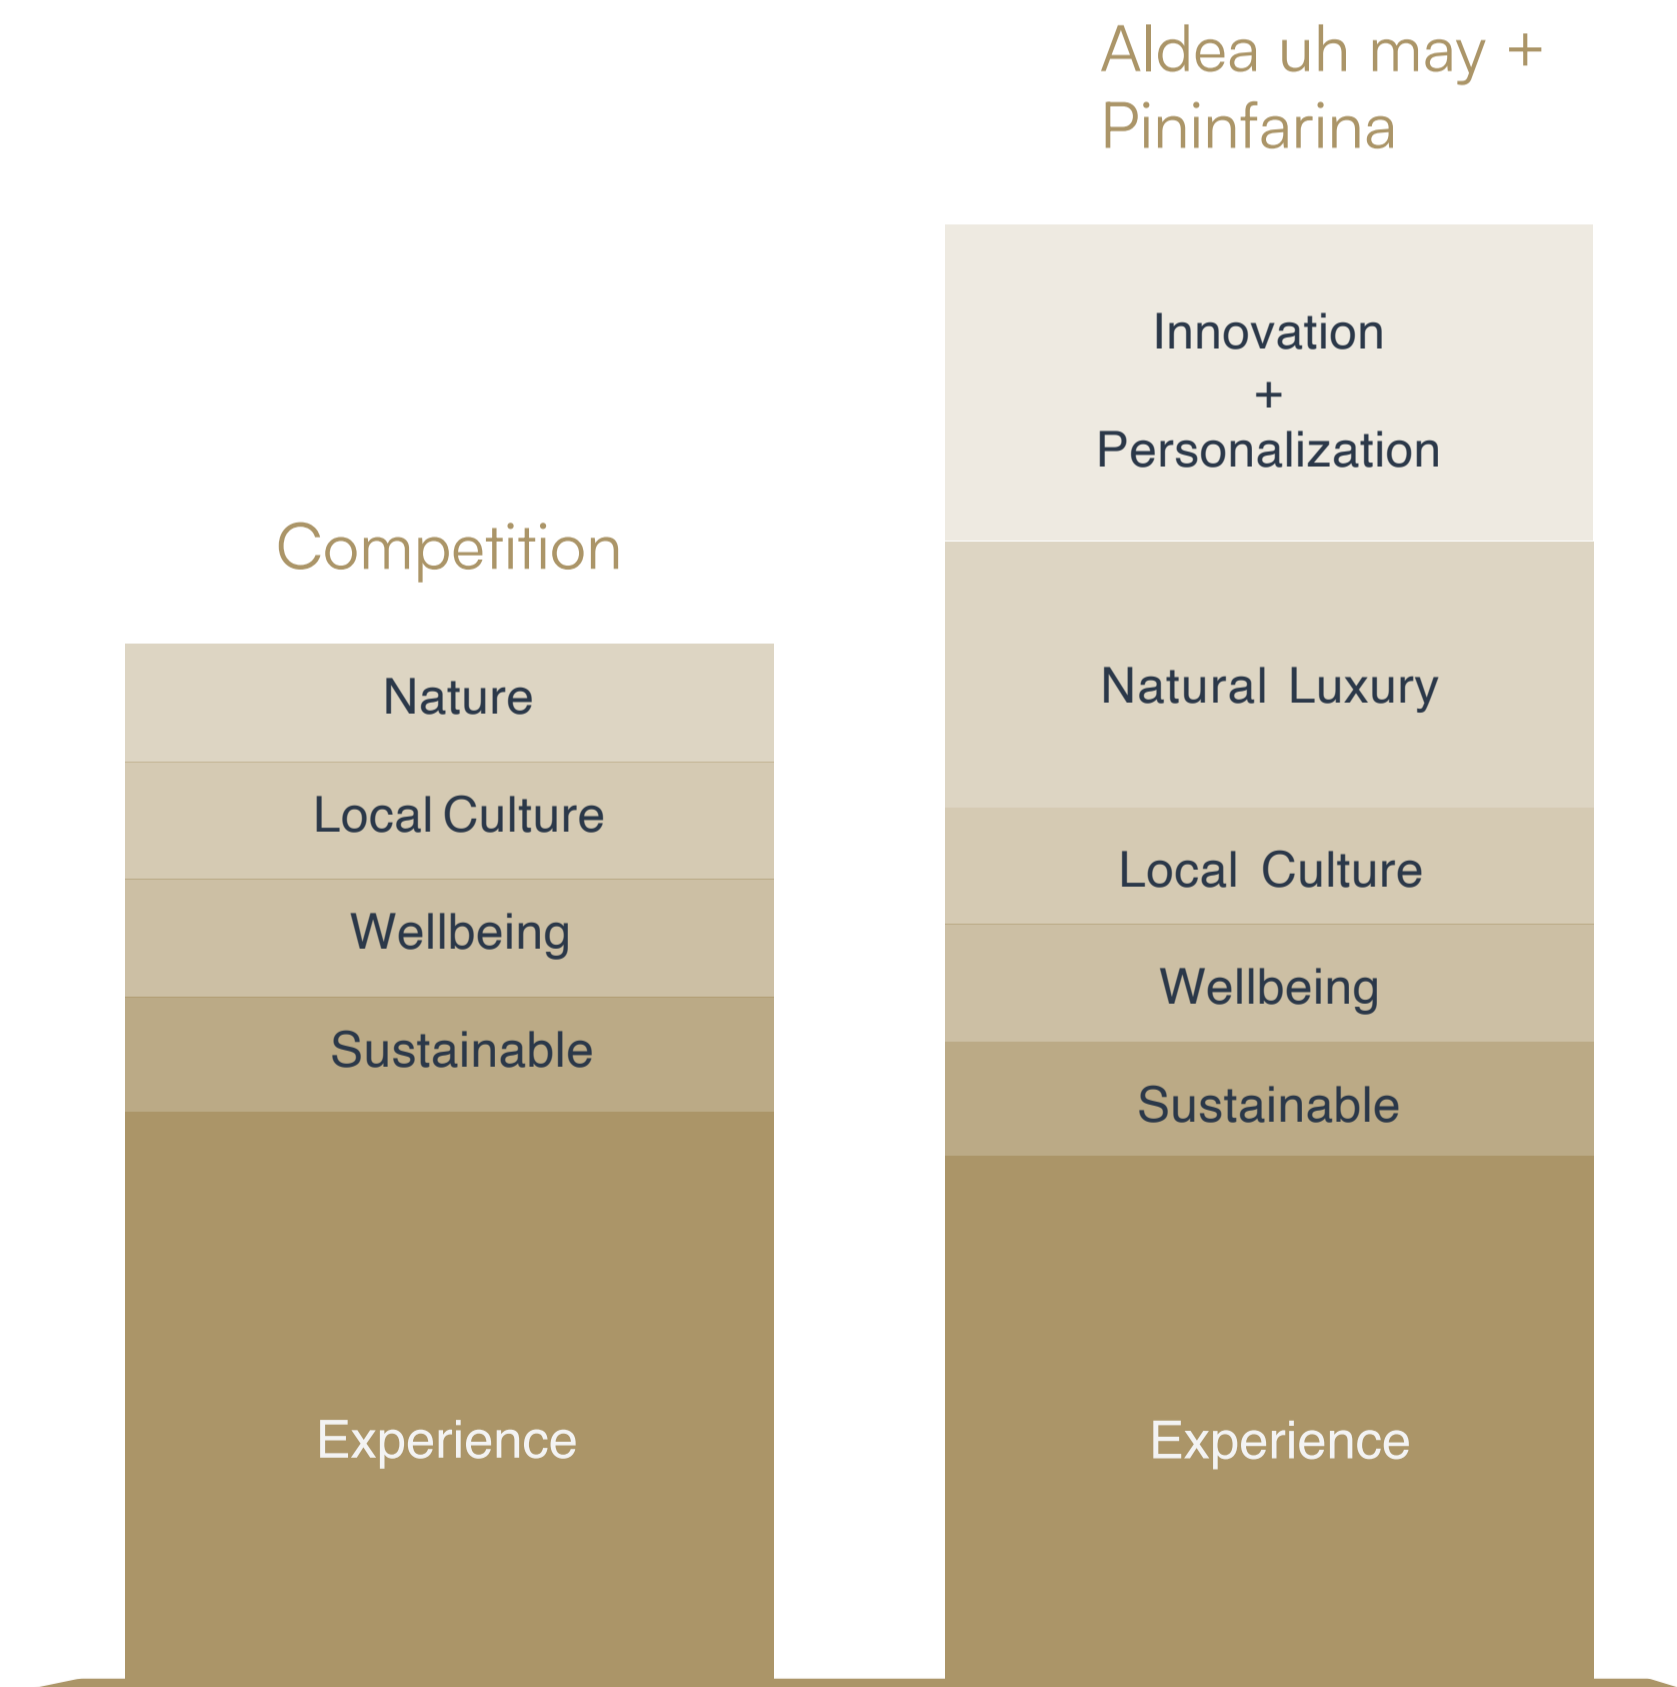 Competition
Nature
Local Culture
Wellbeing
Sustainable
Experience
Aldea uh may +
Pininfarina
Innovation
+
Personalization
Natural Luxury
Local Culture
Wellbeing
Sustainable
Experience